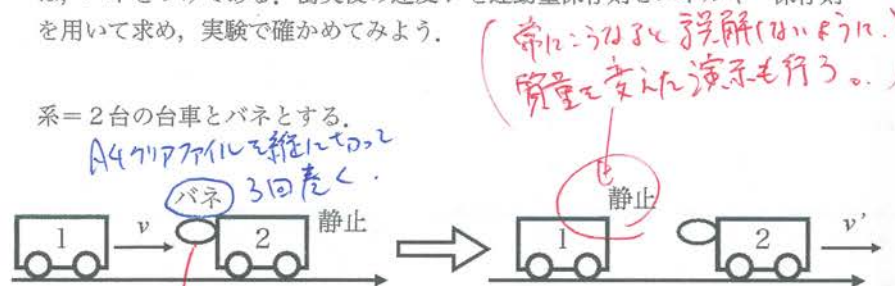 を用いて求め，実験で確かめてみよう．
常にこうなると誤解しないように．
質量を変えた演示も行う。
系＝２台の台車とバネとする．
A4クリアファイルを縦に切って
3回巻く．
バネ
静止
静止
1
v
2
1
2
v'